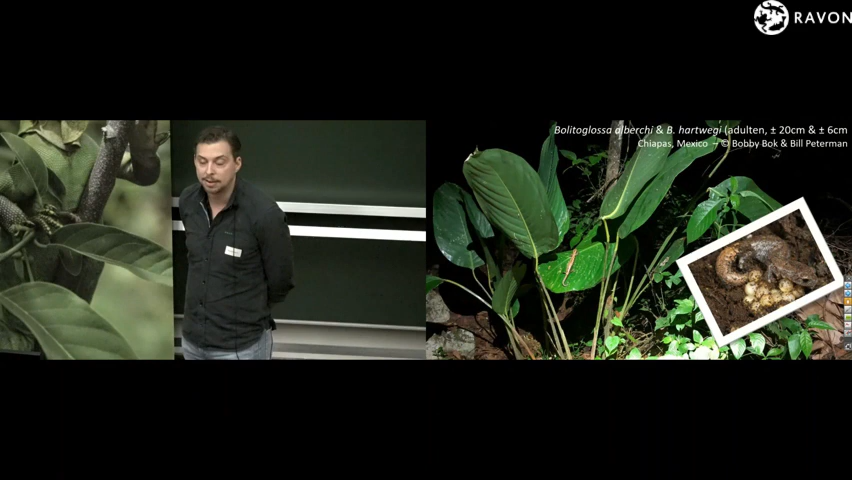 RAVON
Bolitoglossa alberchi & B. hartwegi (adulten, ± 20cm & ± 6cm
Chiapas, Mexico – © Bobby Bok & Bill Peterman